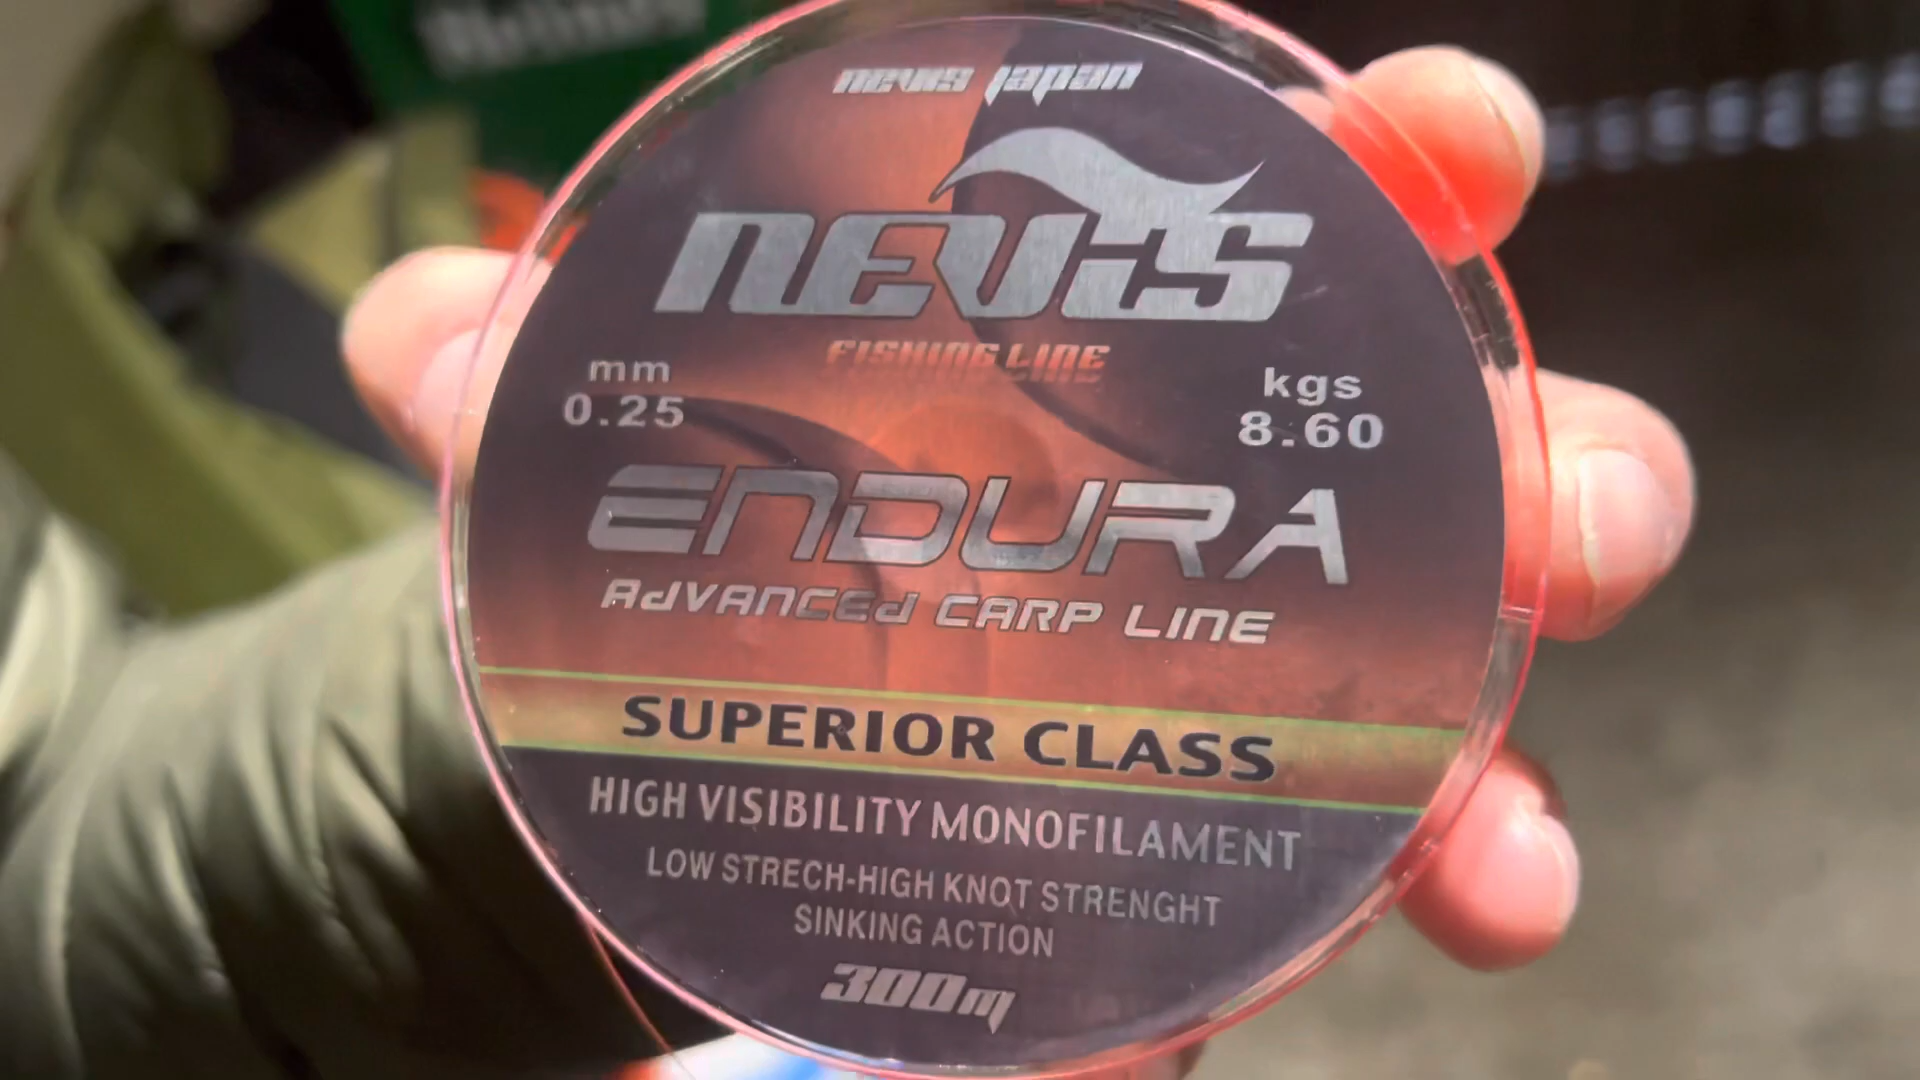 nevis japan
NEVIS
FISHING LINE
mm
0.25
kgs
8.60
ENDURA
AdVANCEd CARP LINE
SUPERIOR CLASS
HIGH VISIBILITY MONOFILAMENT
LOW STRECH-HIGH KNOT STRENGHT
SINKING ACTION
300m